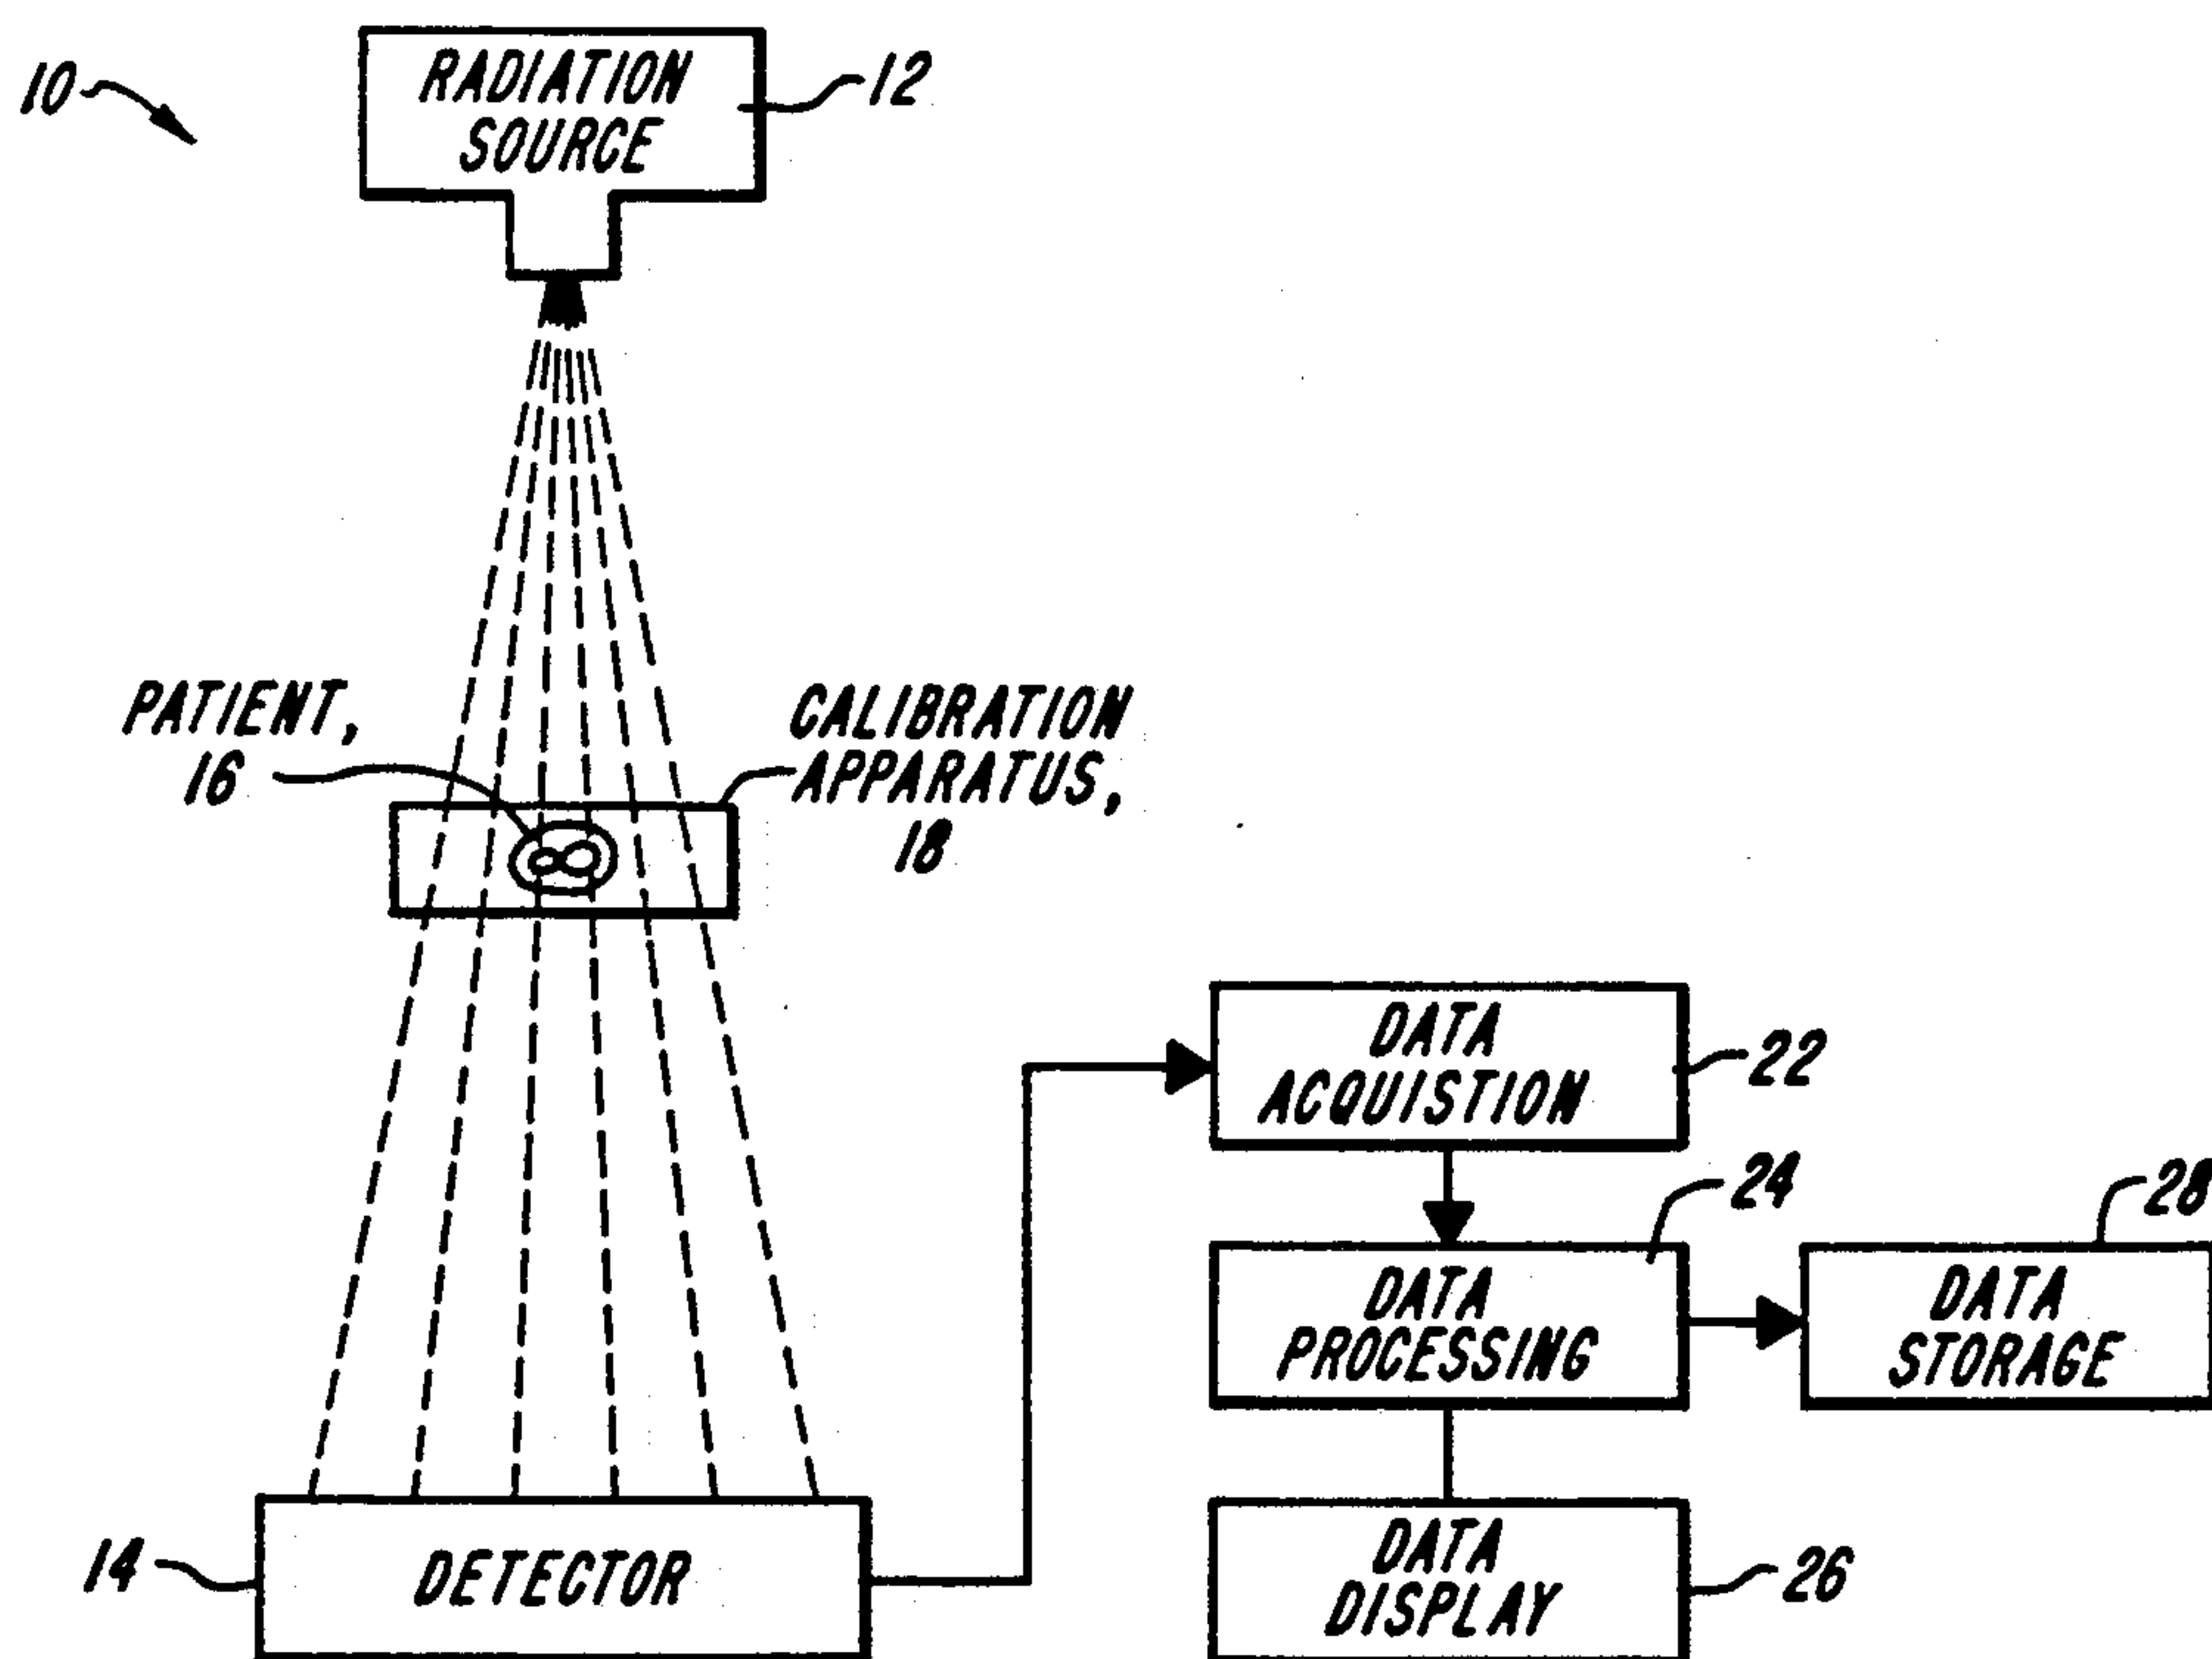 10
RADIATION
SOURCE
12
PATIENT,
16
CALIBRATION
APPARATUS,
18
DATA
ACQUISTION
22
24
28
DATA
PROCESSING
DATA
STORAGE
14
DETECTOR
DATA
DISPLAY
26